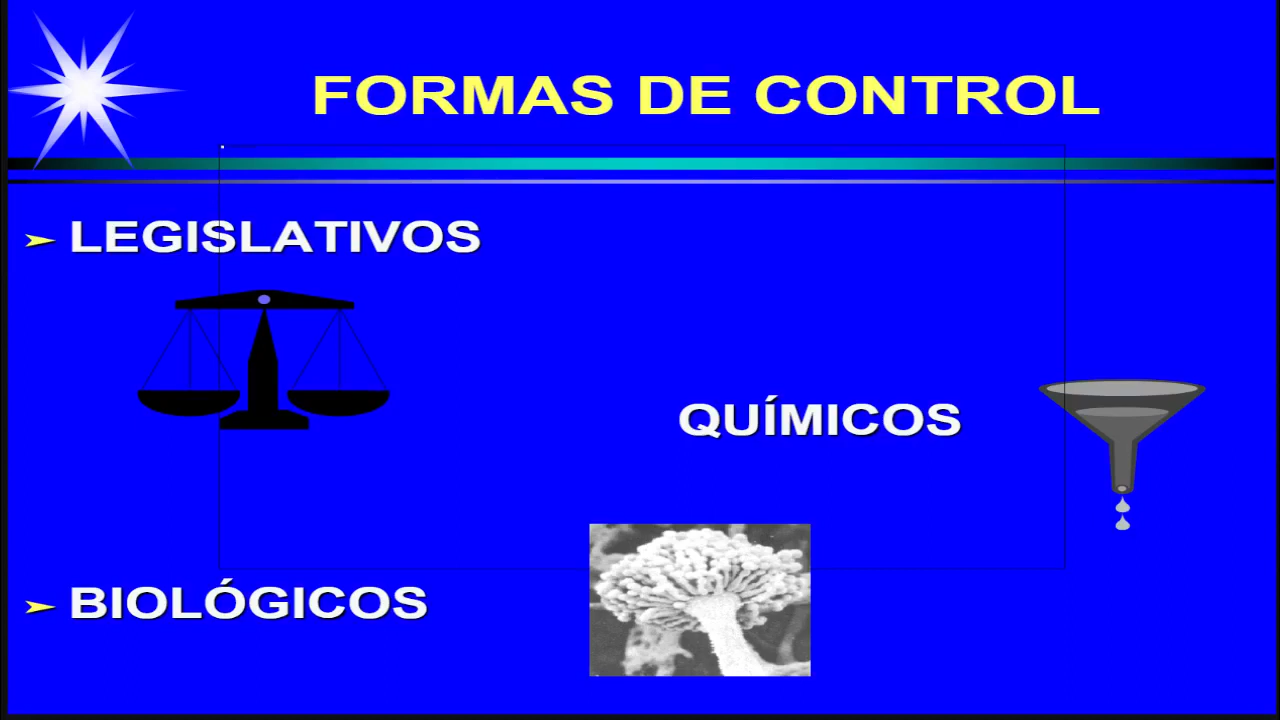 FORMAS DE CONTROL
➢ LEGISLATIVOS
QUÍMICOS
➢ BIOLÓGICOS